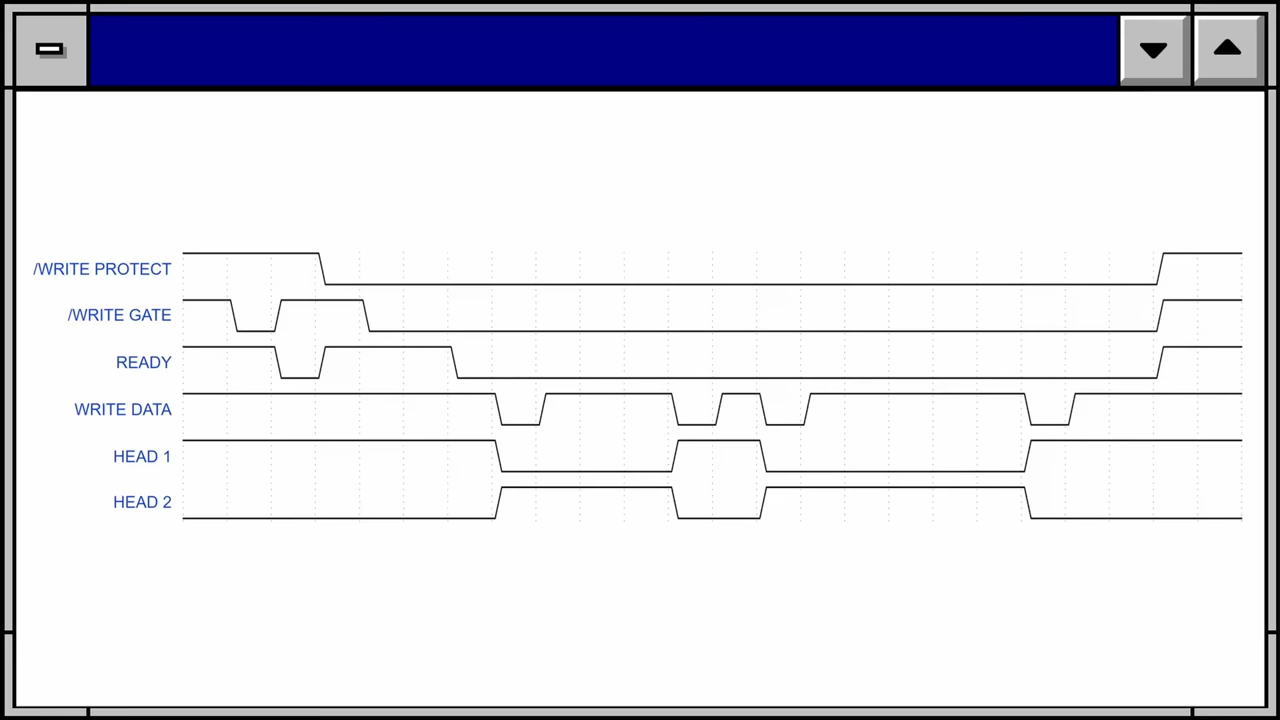 /WRITE PROTECT
/WRITE GATE
READY
WRITE DATA
HEAD 1
HEAD 2